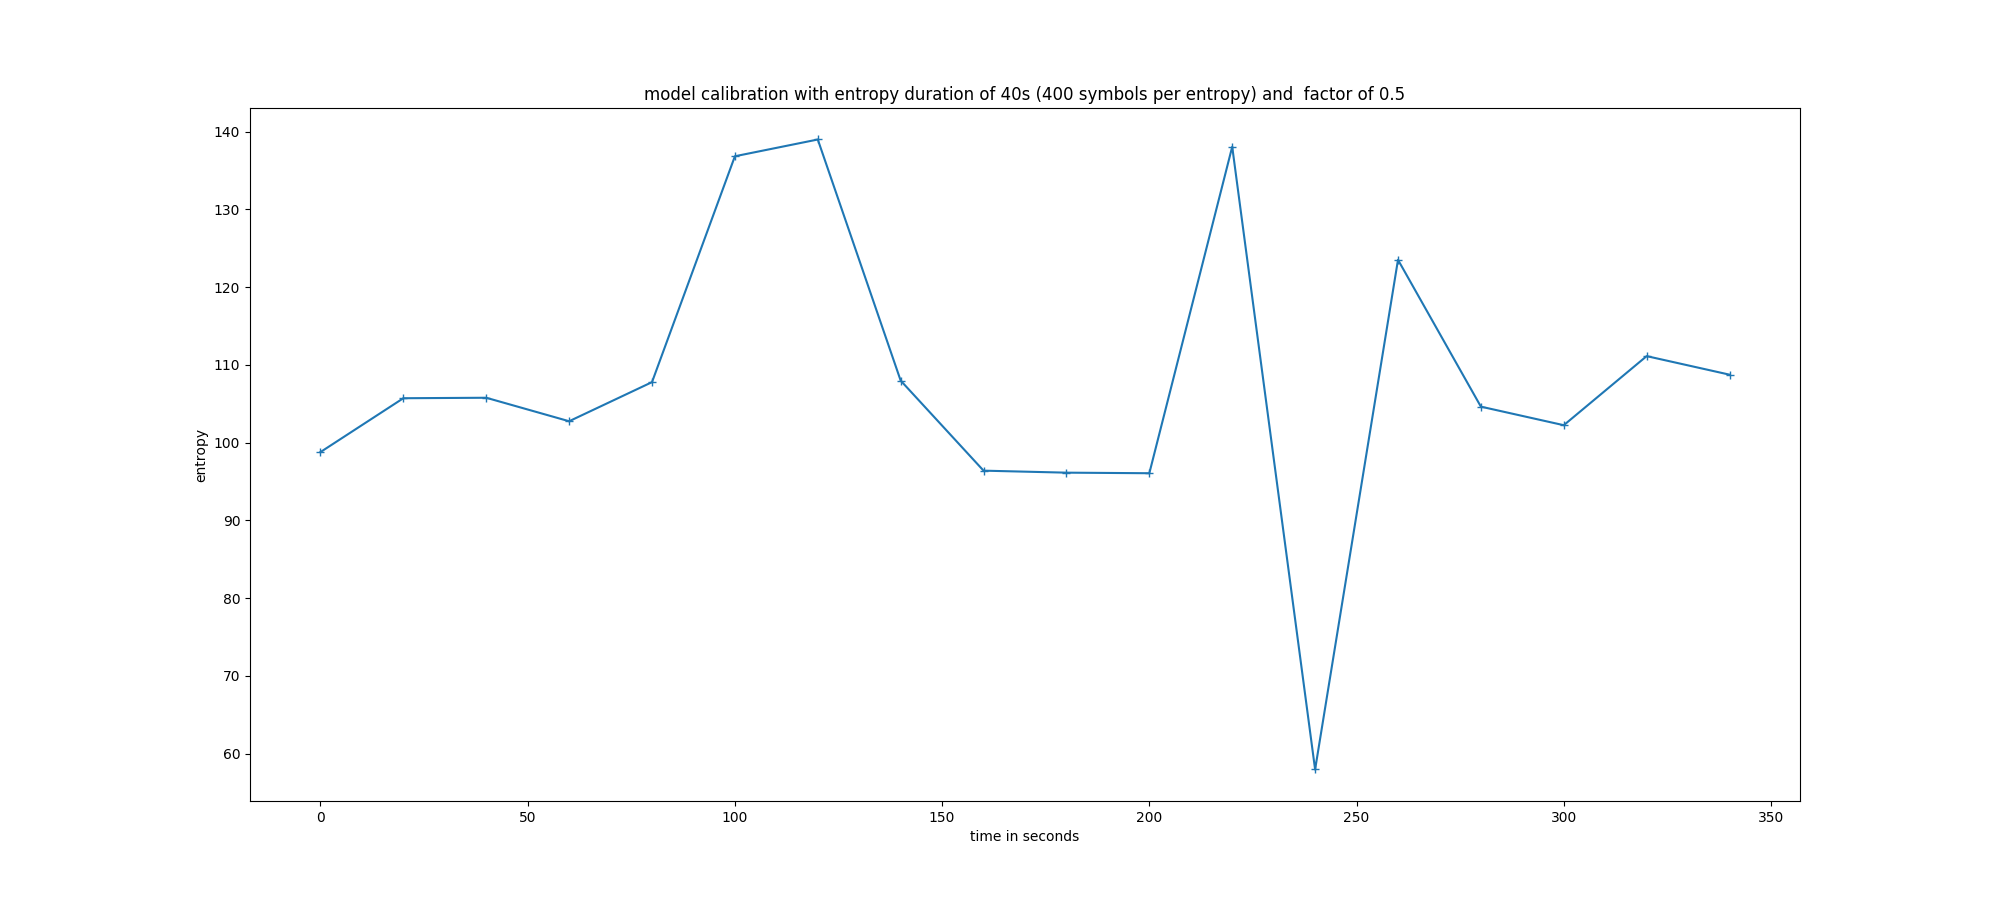 model calibration with entropy duration of 40s (400 symbols per entropy) and  factor of 0.5
140
130
120
110
100
90
80
70
60
entropy
0 50 100 150 200 250 300 350
time in seconds